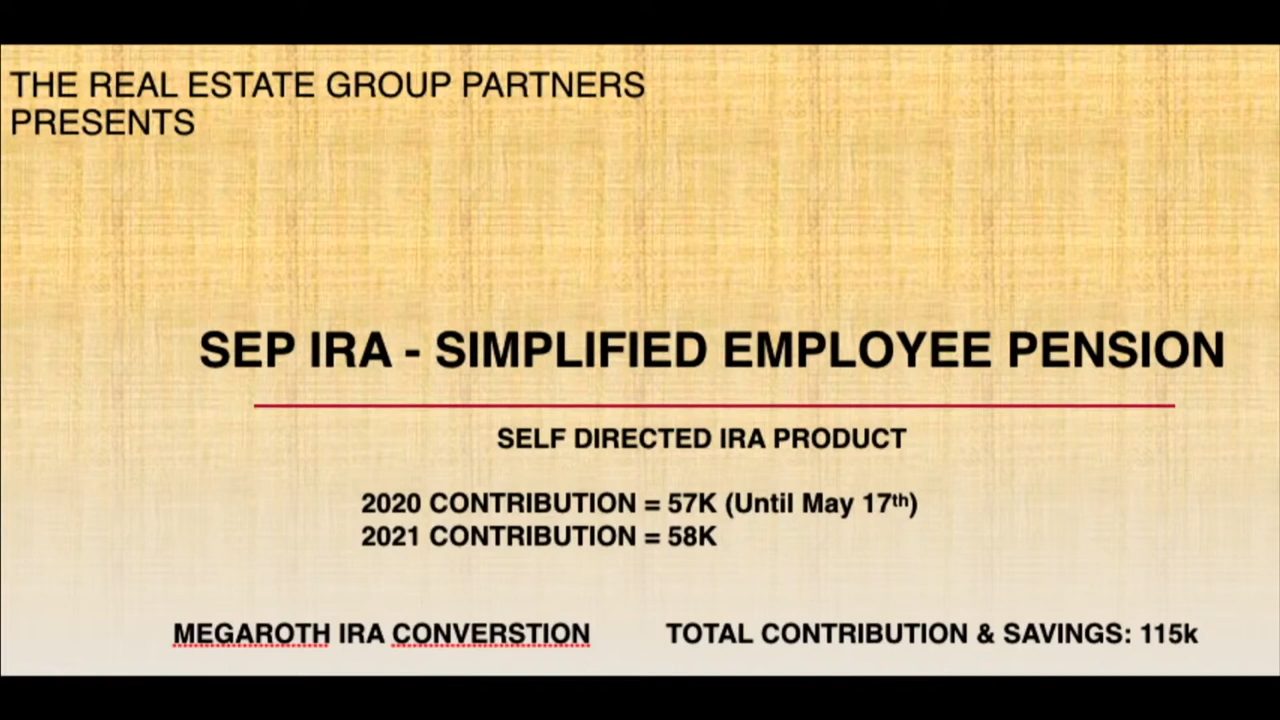 THE REAL ESTATE GROUP PARTNERS
PRESENTS
SEP IRA - SIMPLIFIED EMPLOYEE PENSION
SELF DIRECTED IRA PRODUCT
2020 CONTRIBUTION = 57K (Until May 17th)
2021 CONTRIBUTION = 58K
MEGAROTH IRA CONVERSTION TOTAL CONTRIBUTION & SAVINGS: 115k